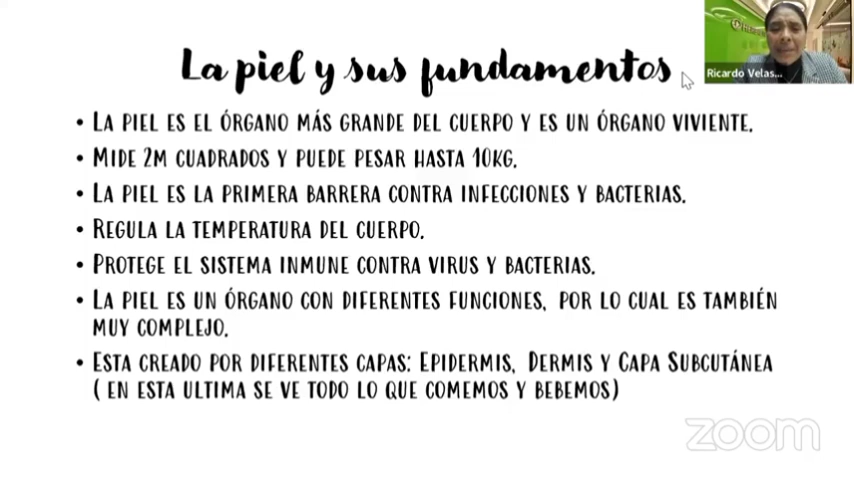 La piel y sus fundamentos
Ricardo Velas...
• La piel es el órgano más grande del cuerpo y es un órgano viviente.
• Mide 2m cuadrados y puede pesar hasta 10kg.
• La piel es la primera barrera contra infecciones y bacterias.
• Regula la temperatura del cuerpo.
• Protege el sistema inmune contra virus y bacterias.
• La piel es un órgano con diferentes funciones, por lo cual es también
muy complejo.
• Esta creado por diferentes capas: Epidermis, Dermis y Capa Subcutánea
( en esta ultima se ve todo lo que comemos y bebemos)
zoom